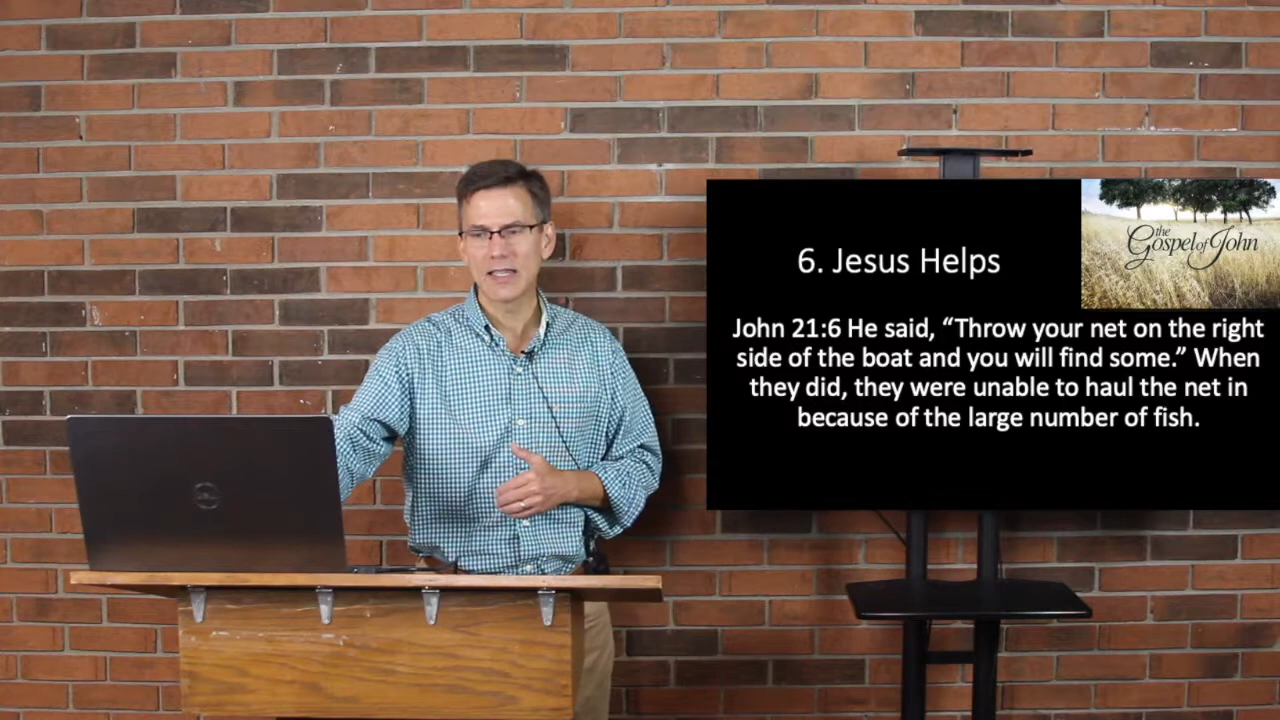 the
Gospel of John
6. Jesus Helps
John 21:6 He said, “Throw your net on the right
side of the boat and you will find some.” When
they did, they were unable to haul the net in
because of the large number of fish.
DELL